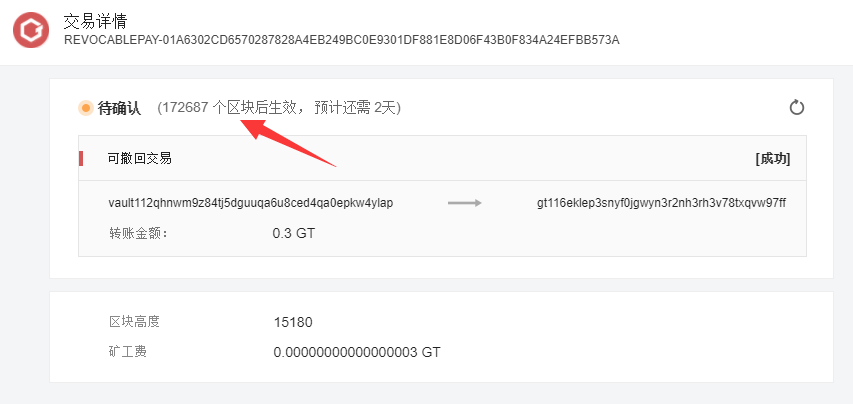 交易详情
REVOCABLEPAY-01A6302CD6570287828A4EB249BC0E9301DF881E8D06F43B0F834A24EFBB573A
待确认 (172687 个区块后生效， 预计还需 2天)
可撤回交易 [成功]
vault112qhnwm9z84tj5dguuqa6u8ced4qa0epkw4ylap gt116eklep3snyf0jgwyn3r2nh3rh3v78txqvw97ff
转账金额： 0.3 GT
区块高度 15180
矿工费 0.00000000000000003 GT